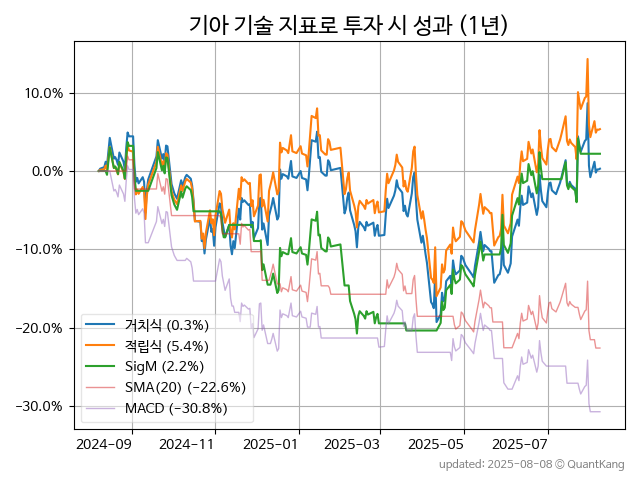 기아 기술 지표로 투자 시 성과 (1년)
10.0%
0.0%
−10.0%
−20.0%
−30.0%
거치식 (0.3%)
적립식 (5.4%)
SigM (2.2%)
SMA(20) (−22.6%)
MACD (−30.8%)
2024-09 2024-11 2025-01 2025-03 2025-05 2025-07
updated: 2025-08-08 © QuantKang